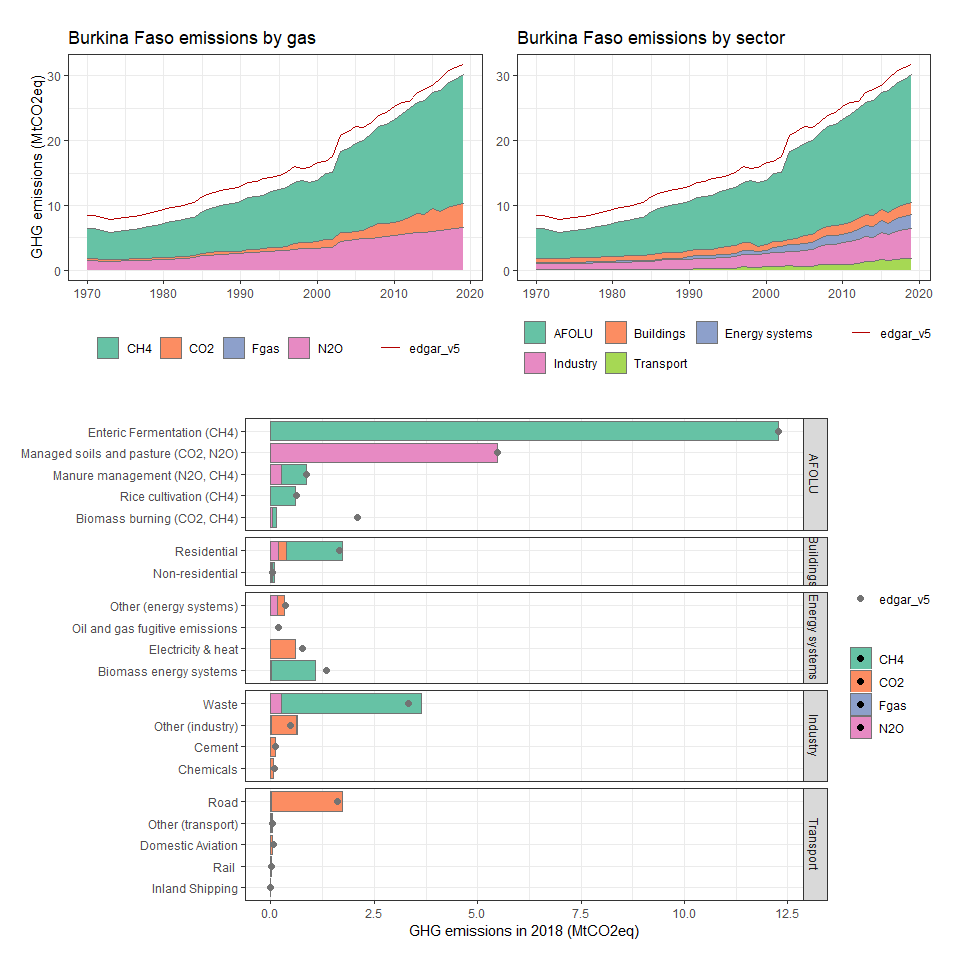 Burkina Faso emissions by gas
GHG emissions (MtCO2eq)
30
20
10
0
1970 1980 1990 2000 2010 2020
CH4 CO2 Fgas N2O edgar_v5
Burkina Faso emissions by sector
30
20
10
0
1970 1980 1990 2000 2010 2020
AFOLU Buildings Energy systems edgar_v5
Industry Transport
Enteric Fermentation (CH4)
Managed soils and pasture (CO2, N2O)
Manure management (N2O, CH4)
Rice cultivation (CH4)
Biomass burning (CO2, CH4)
AFOLU
Residential
Non-residential
Buildings
Other (energy systems)
Oil and gas fugitive emissions
Electricity & heat
Biomass energy systems
Energy systems
Waste
Other (industry)
Cement
Chemicals
Industry
Road
Other (transport)
Domestic Aviation
Rail
Inland Shipping
Transport
0.0 2.5 5.0 7.5 10.0 12.5
GHG emissions in 2018 (MtCO2eq)
edgar_v5
CH4
CO2
Fgas
N2O